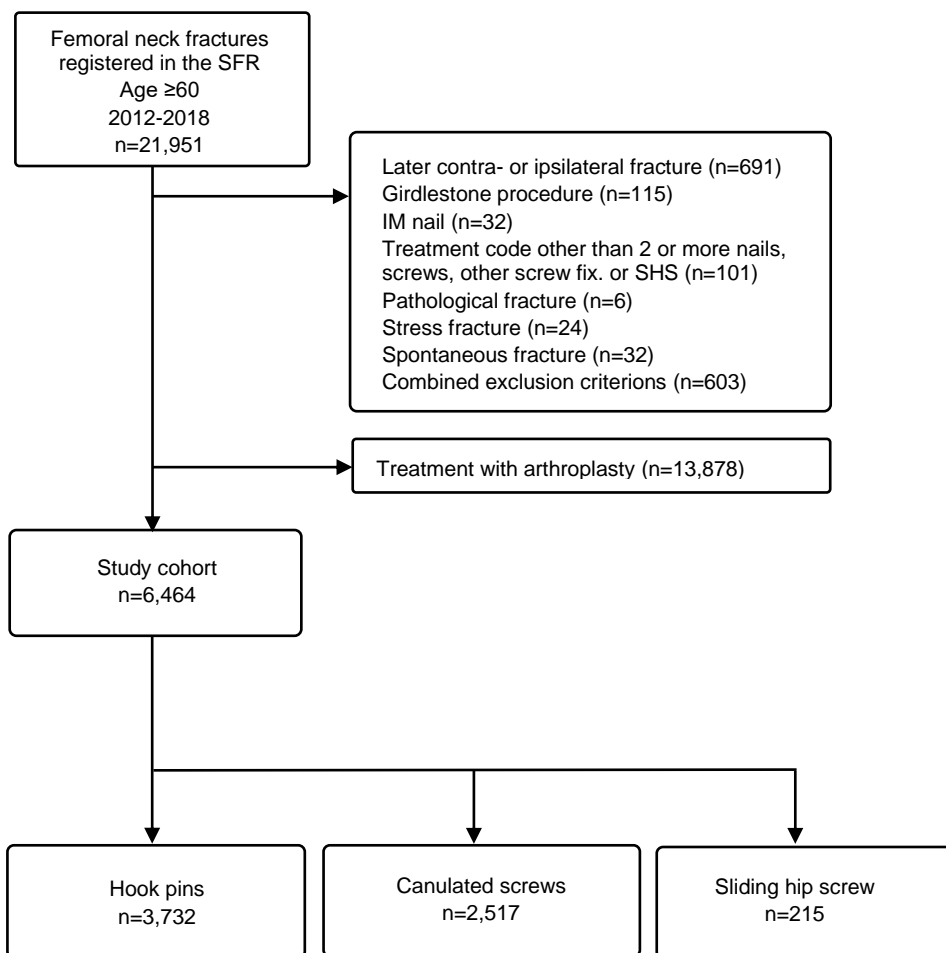 Femoral neck fractures
registered in the SFR
Age ≥60
2012-2018
n=21,951
Later contra- or ipsilateral fracture (n=691)
Girdlestone procedure (n=115)
IM nail (n=32)
Treatment code other than 2 or more nails,
screws, other screw fix. or SHS (n=101)
Pathological fracture (n=6)
Stress fracture (n=24)
Spontaneous fracture (n=32)
Combined exclusion criterions (n=603)
Treatment with arthroplasty (n=13,878)
Study cohort
n=6,464
Hook pins
n=3,732
Canulated screws
n=2,517
Sliding hip screw
n=215